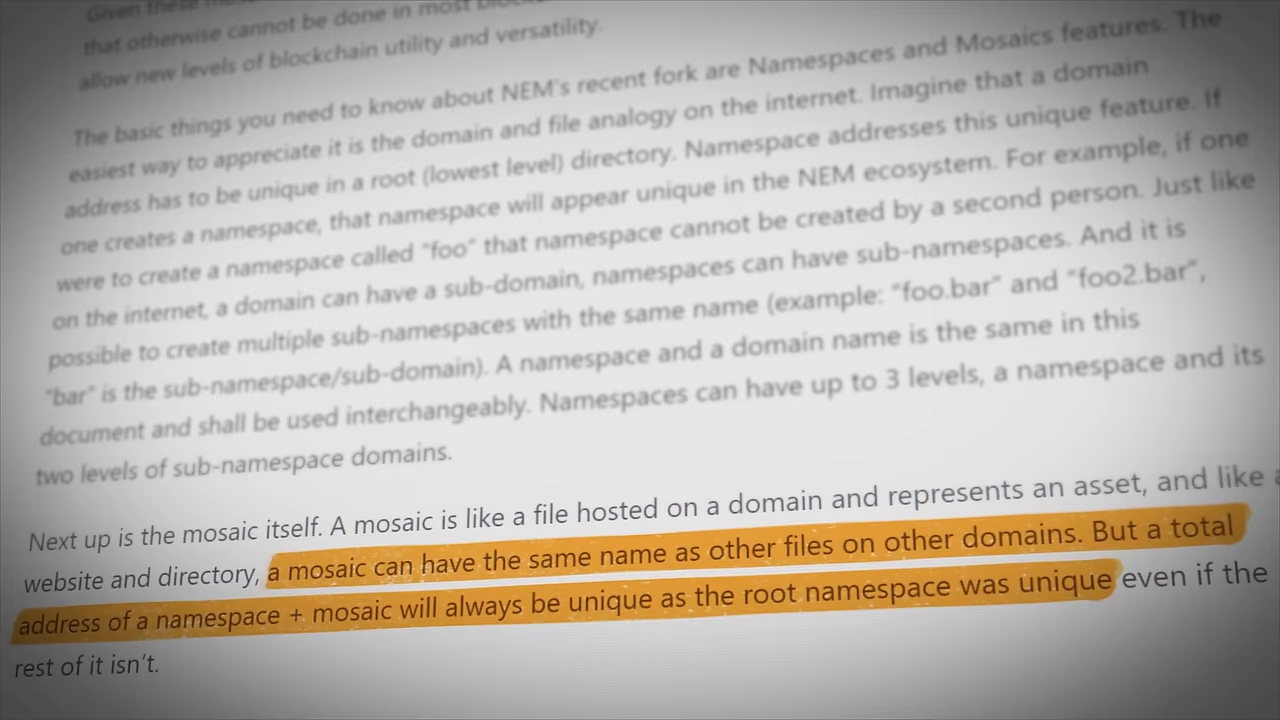 Given these
that otherwise cannot be done in most
allow new levels of blockchain utility and versatility.
The basic things you need to know about NEM's recent fork are Namespaces and Mosaics features. The
easiest way to appreciate it is the domain and file analogy on the internet. Imagine that a domain
address has to be unique in a root (lowest level) directory. Namespace addresses this unique feature. If
one creates a namespace, that namespace will appear unique in the NEM ecosystem. For example, if one
were to create a namespace called "foo" that namespace cannot be created by a second person. Just like
on the internet, a domain can have a sub-domain, namespaces can have sub-namespaces. And it is
possible to create multiple sub-namespaces with the same name (example: "foo.bar" and "foo2.bar",
"bar" is the sub-namespace/sub-domain). A namespace and a domain name is the same in this
document and shall be used interchangeably. Namespaces can have up to 3 levels, a namespace and its
two levels of sub-namespace domains.
Next up is the mosaic itself. A mosaic is like a file hosted on a domain and represents an asset, and like a
website and directory, a mosaic can have the same name as other files on other domains. But a total
address of a namespace + mosaic will always be unique as the root namespace was unique even if the
rest of it isn't.